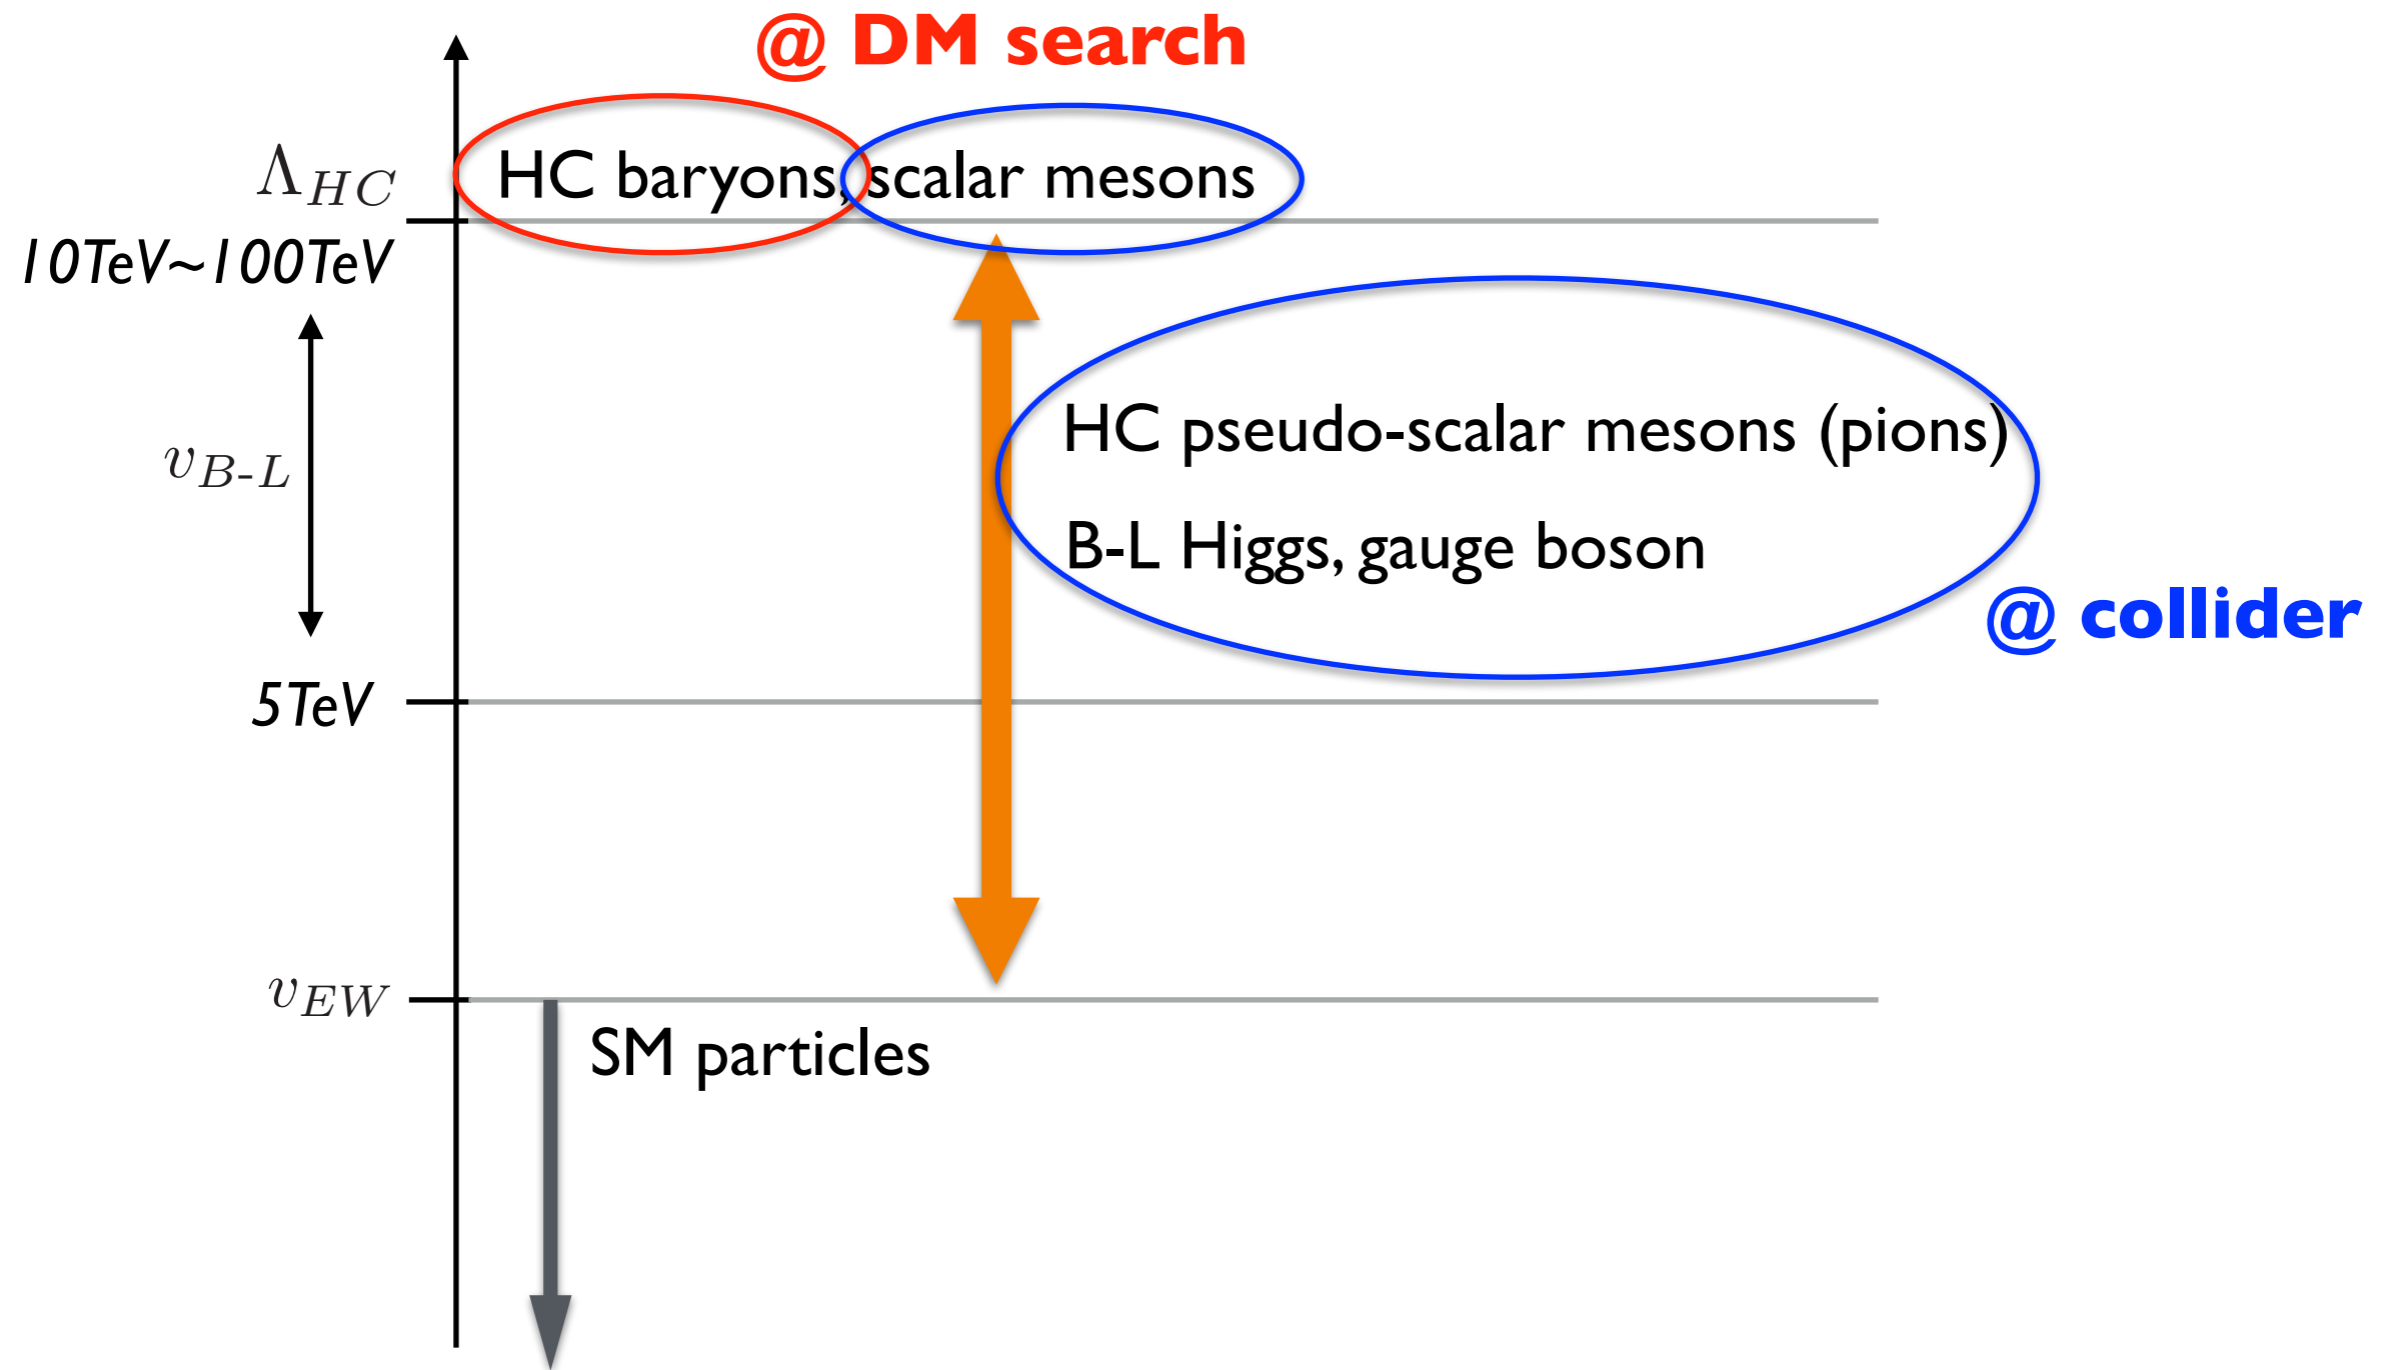 @ DM search
Λ_HC
HC baryons, scalar mesons
10TeV~100TeV
HC pseudo-scalar mesons (pions)
v_B-L
B-L Higgs, gauge boson
@ collider
5TeV
v_EW
SM particles